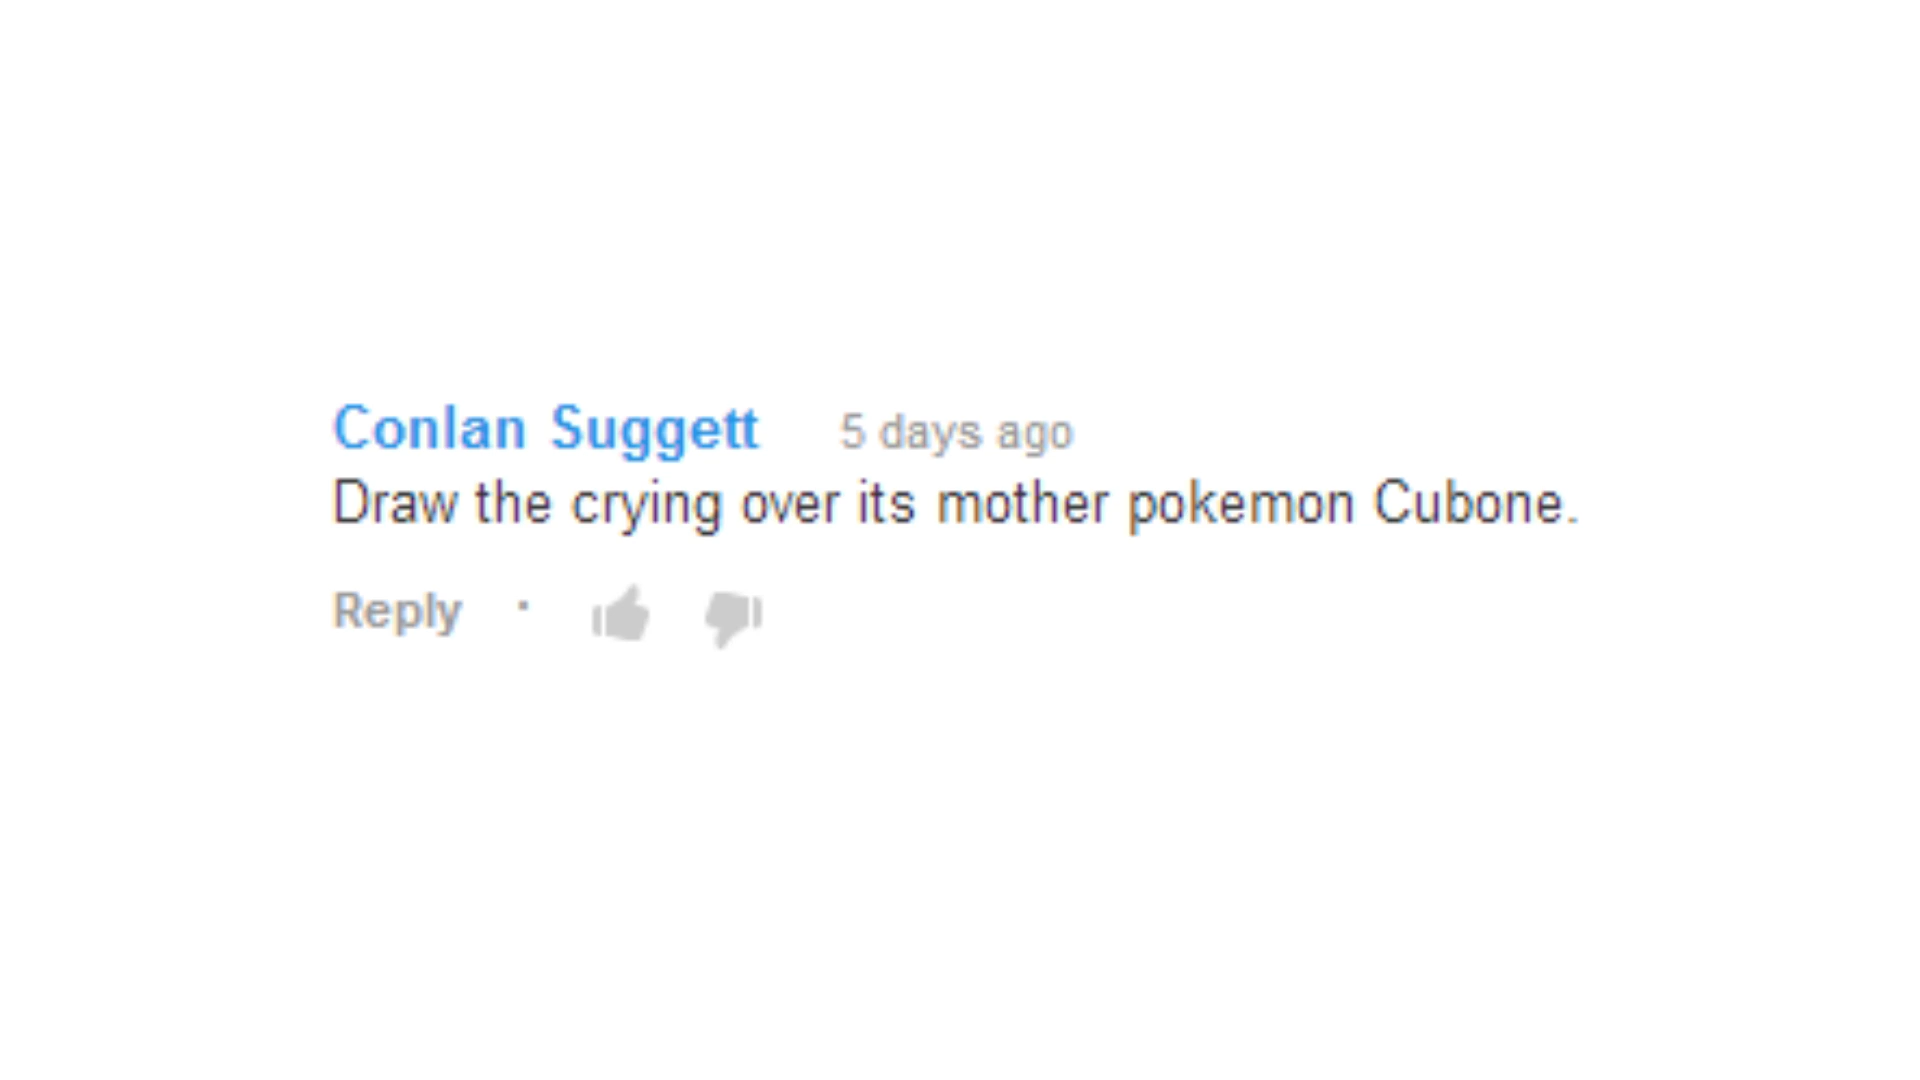 Conlan Suggett 5 days ago
Draw the crying over its mother pokemon Cubone.
Reply ·